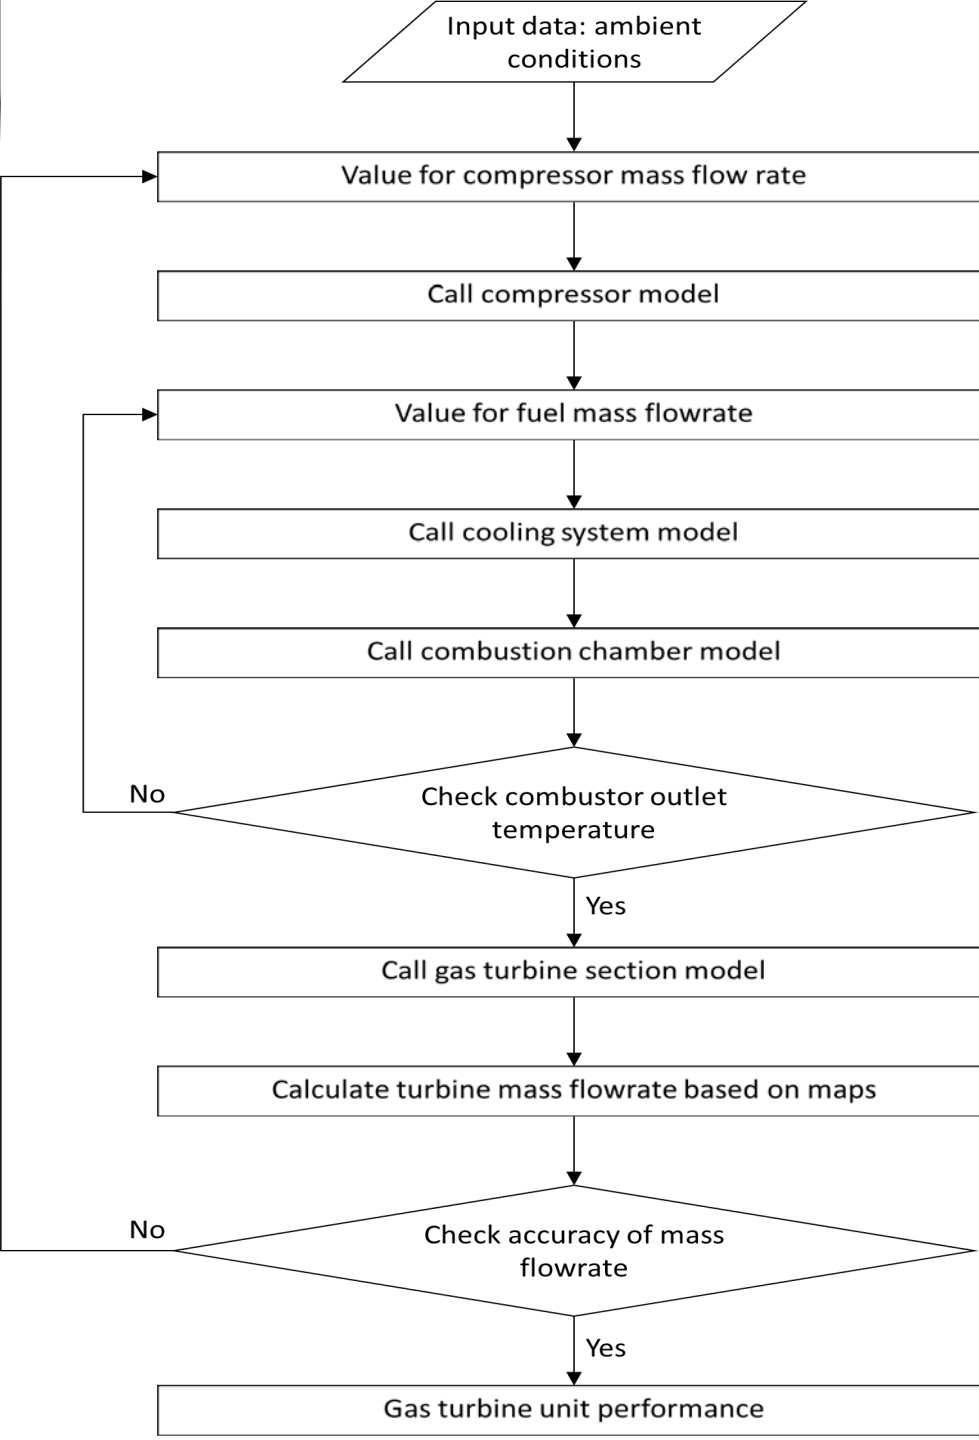 Input data: ambient
conditions
Value for compressor mass flow rate
Call compressor model
Value for fuel mass flowrate
Call cooling system model
Call combustion chamber model
No
Check combustor outlet
temperature
Yes
Call gas turbine section model
Calculate turbine mass flowrate based on maps
No
Check accuracy of mass
flowrate
Yes
Gas turbine unit performance